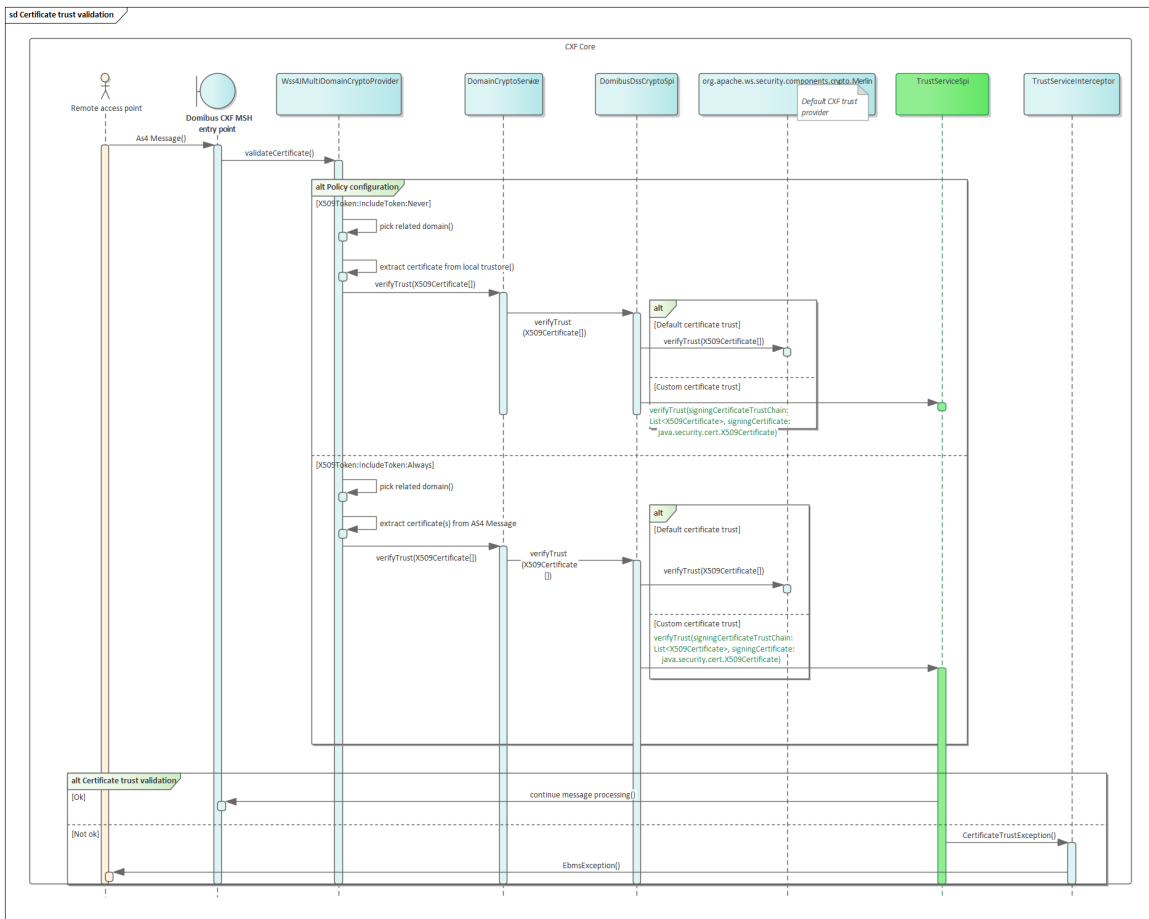 sd Certificate trust validation
CXF Core
Remote access point
Domibus CXF MSH
entry point
Wss4JMultiDomainCryptoProvider
DomainCryptoService
DomibusDssCryptoSpi
org.apache.ws.security.components.crypto.Merlin
Default CXF trust
provider
TrustServiceSpi
TrustServiceInterceptor
As4 Message()
validateCertificate()
alt Policy configuration
[X509Token:IncludeToken:Never]
pick related domain()
extract certificate from local trustore()
verifyTrust(X509Certificate[])
verifyTrust
(X509Certificate[])
alt
[Default certificate trust]
verifyTrust(X509Certificate[])
[Custom certificate trust]
verifyTrust(signingCertificateTrustChain:
List<X509Certificate>, signingCertificate:
java.security.cert.X509Certificate)
[X509Token:IncludeToken:Always]
pick related domain()
extract certificate(s) from AS4 Message
verifyTrust(X509Certificate[])
verifyTrust
(X509Certificate
[])
alt
[Default certificate trust]
verifyTrust(X509Certificate[])
[Custom certificate trust]
verifyTrust(signingCertificateTrustChain:
List<X509Certificate>, signingCertificate:
java.security.cert.X509Certificate)
alt Certificate trust validation
[Ok]
continue message processing()
[Not ok]
CertificateTrustException()
EbmsException()